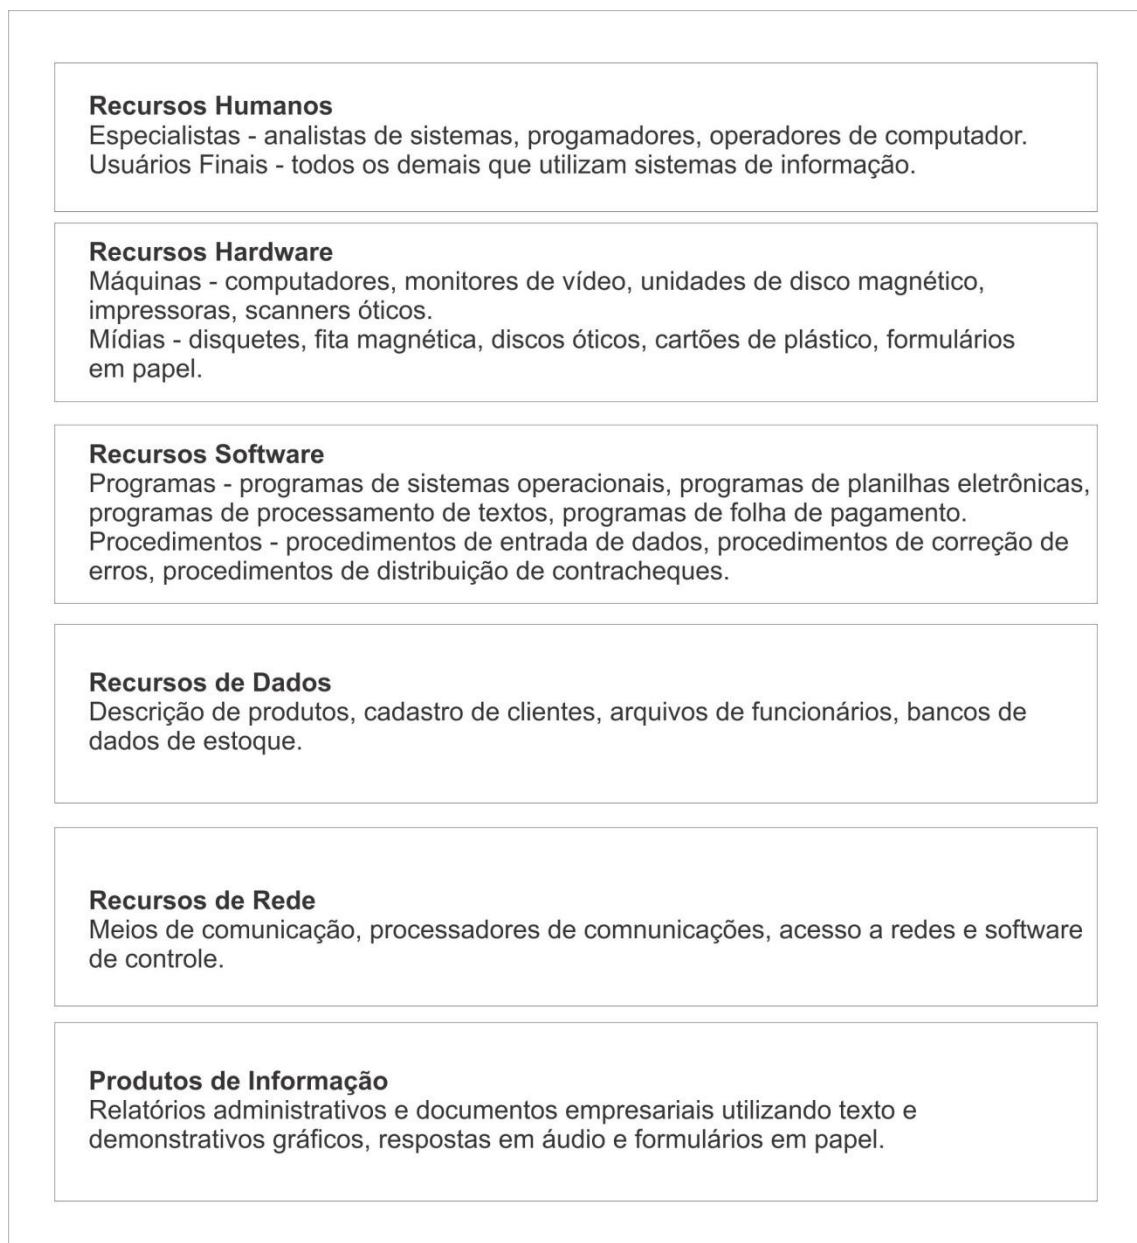 Recursos Humanos
Especialistas - analistas de sistemas, progamadores, operadores de computador.
Usuários Finais - todos os demais que utilizam sistemas de informação.
Recursos Hardware
Máquinas - computadores, monitores de vídeo, unidades de disco magnético,
impressoras, scanners óticos.
Mídias - disquetes, fita magnética, discos óticos, cartões de plástico, formulários
em papel.
Recursos Software
Programas - programas de sistemas operacionais, programas de planilhas eletrônicas,
programas de processamento de textos, programas de folha de pagamento.
Procedimentos - procedimentos de entrada de dados, procedimentos de correção de
erros, procedimentos de distribuição de contracheques.
Recursos de Dados
Descrição de produtos, cadastro de clientes, arquivos de funcionários, bancos de
dados de estoque.
Recursos de Rede
Meios de comunicação, processadores de comnunicações, acesso a redes e software
de controle.
Produtos de Informação
Relatórios administrativos e documentos empresariais utilizando texto e
demonstrativos gráficos, respostas em áudio e formulários em papel.